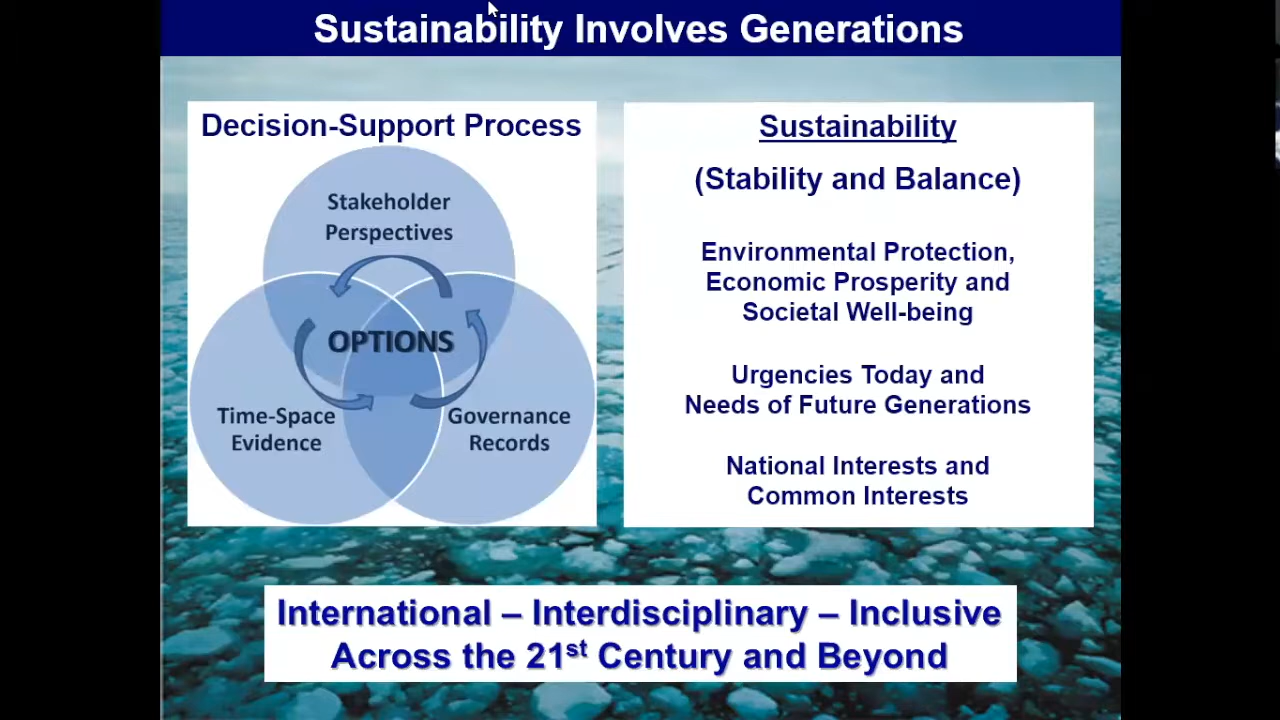 Sustainability Involves Generations
Decision-Support Process
Stakeholder
Perspectives
OPTIONS
Time-Space
Evidence
Governance
Records
Sustainability
(Stability and Balance)
Environmental Protection,
Economic Prosperity and
Societal Well-being
Urgencies Today and
Needs of Future Generations
National Interests and
Common Interests
International – Interdisciplinary – Inclusive
Across the 21st Century and Beyond